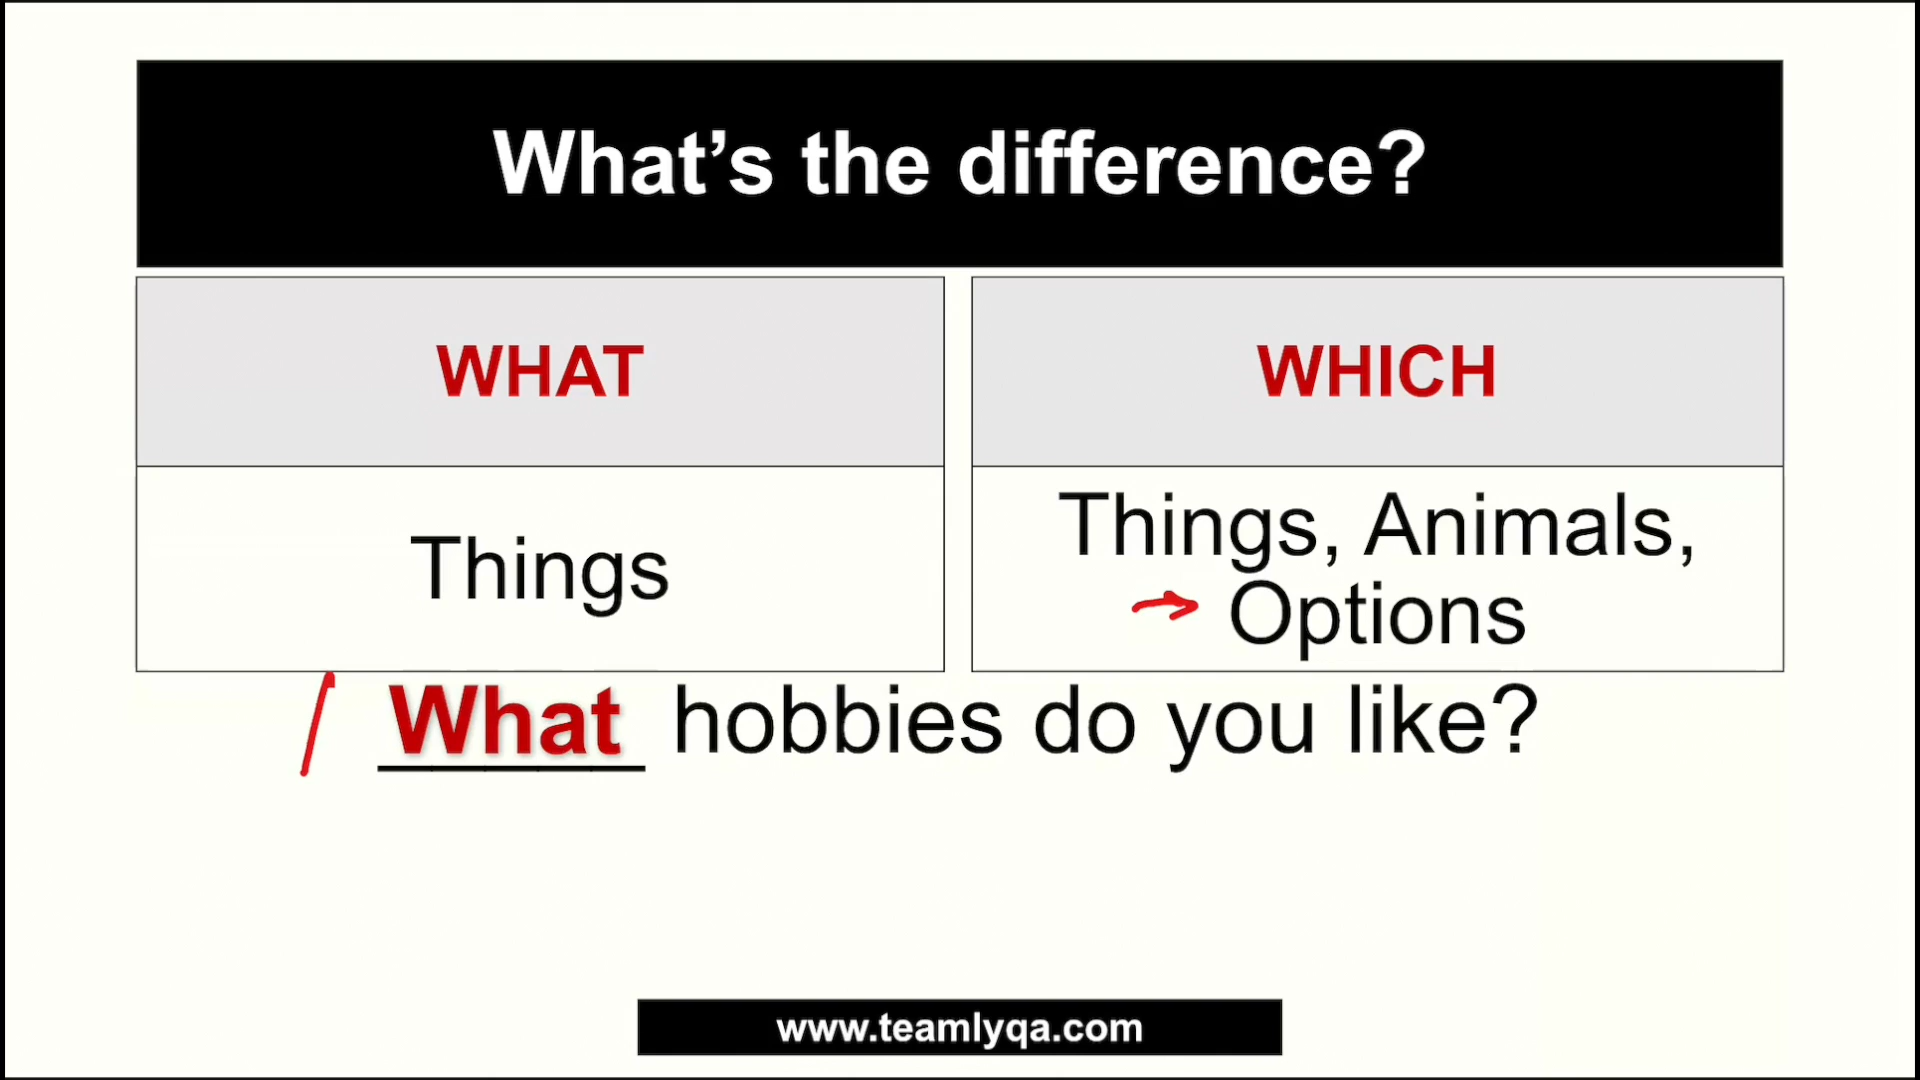 What’s the difference?
WHAT
WHICH
Things
Things, Animals,
Options
What hobbies do you like?
www.teamlyqa.com